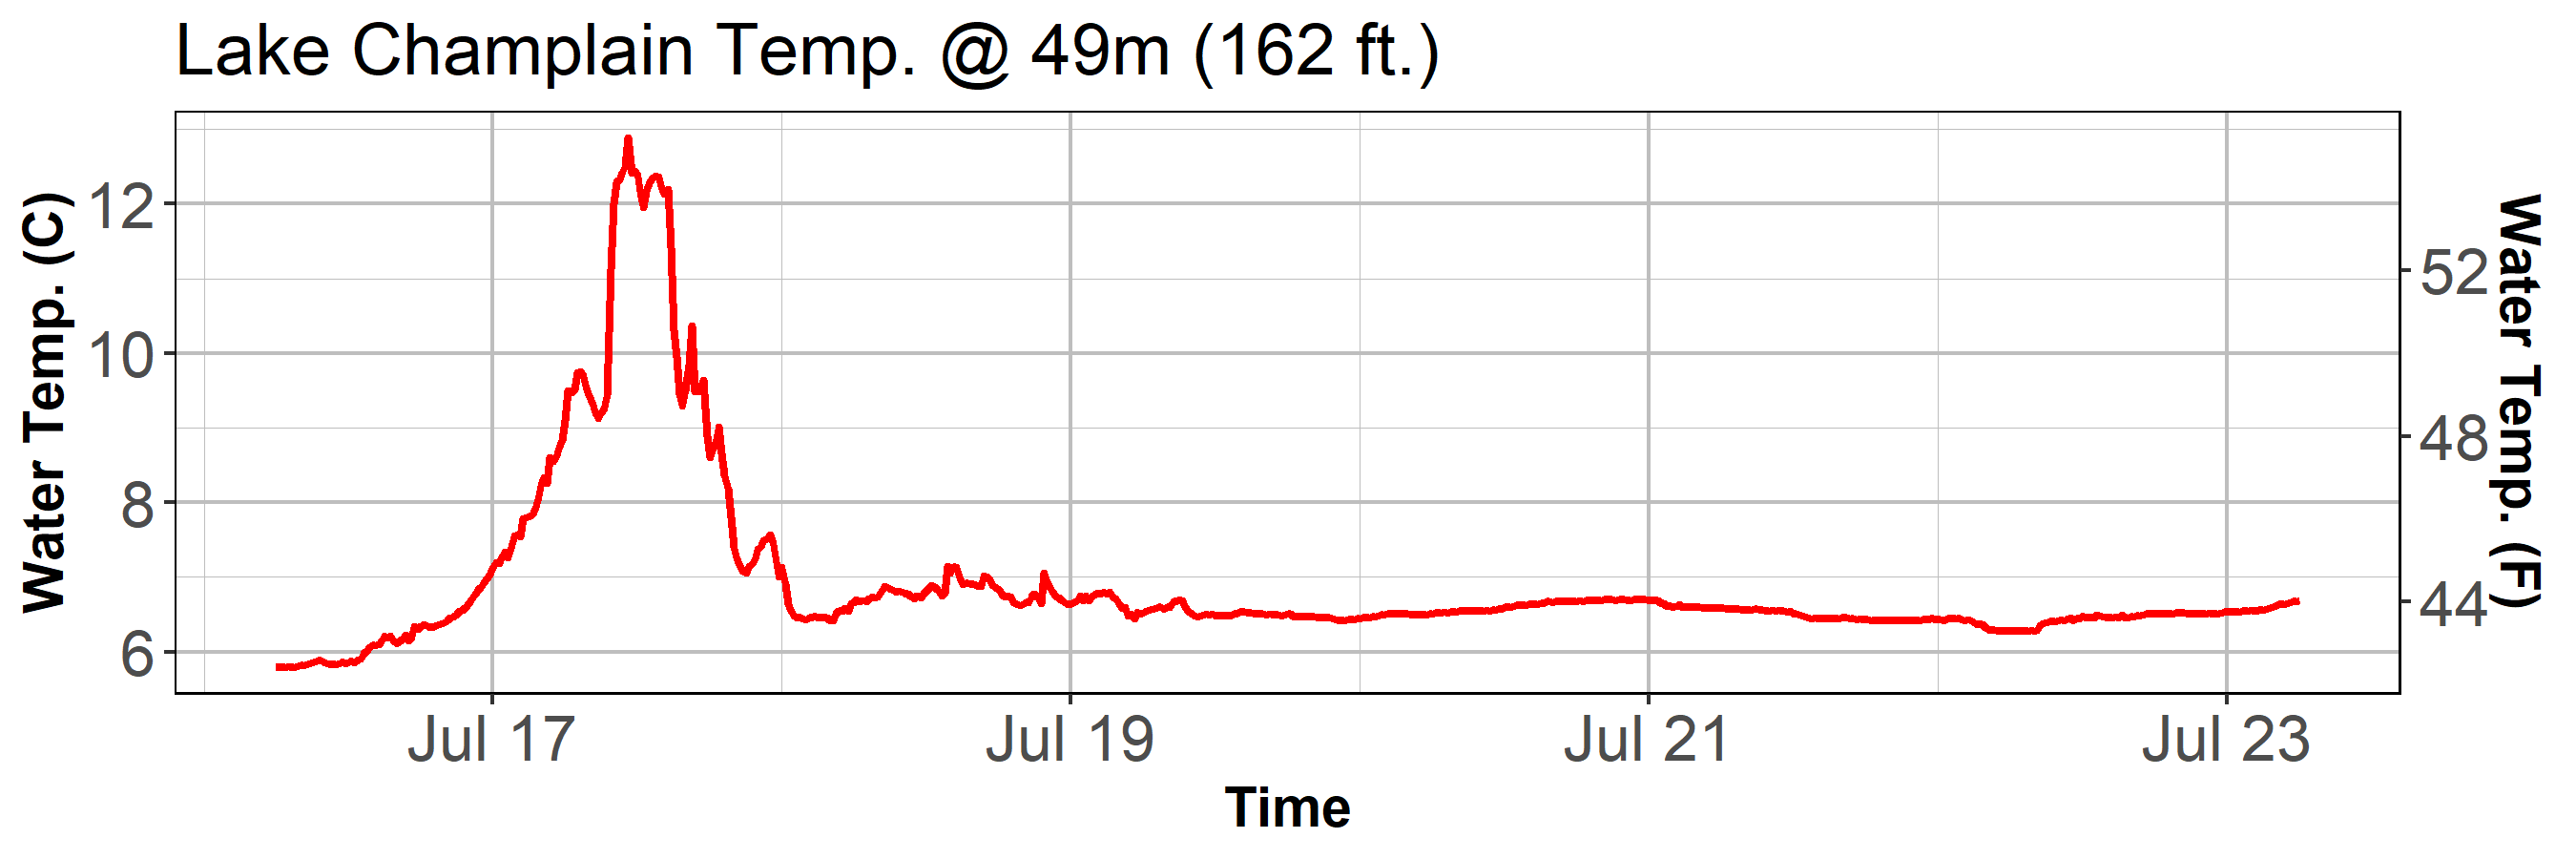 Lake Champlain Temp. @ 49m (162 ft.)
Water Temp. (C)
12
10
8
6
52
48
44
Water Temp. (F)
Jul 17
Jul 19
Jul 21
Jul 23
Time